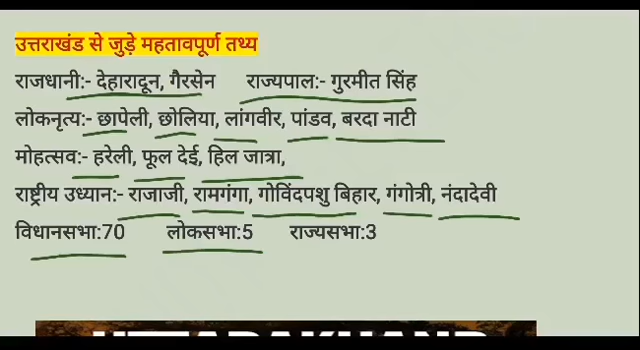 उत्तराखंड से जुड़े महतावपूर्ण तथ्य
राजधानी:- देहारादून, गैरसेन राज्यपाल:- गुरमीत सिंह
लोकनृत्य:- छापेली, छोलिया, लांगवीर, पांडव, बरदा नाटी
मोहत्सव:- हरेली, फूल देई, हिल जात्रा,
राष्ट्रीय उध्यान:- राजाजी, रामगंगा, गोविंदपशु बिहार, गंगोत्री, नंदादेवी
विधानसभा:70 लोकसभा:5 राज्यसभा:3